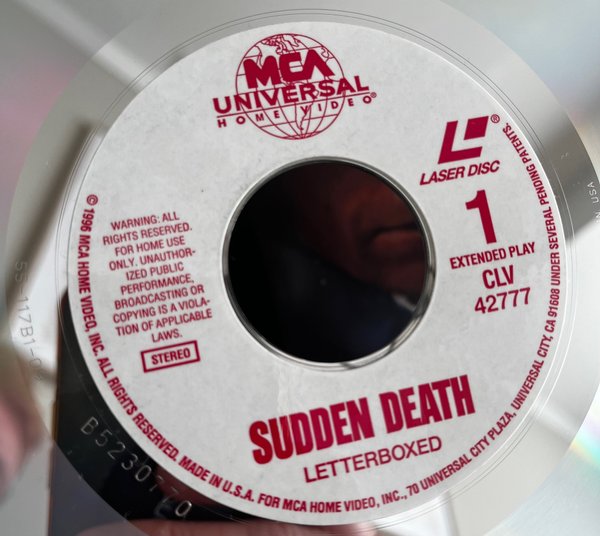 MCA
UNIVERSAL®
HOME VIDEO
LASER DISC®
1
EXTENDED PLAY
CLV
42777
WARNING: ALL
RIGHTS RESERVED.
FOR HOME USE
ONLY. UNAUTHOR-
IZED PUBLIC
PERFORMANCE,
BROADCASTING OR
COPYING IS A VIOLA-
TION OF APPLICABLE
LAWS.
STEREO
SUDDEN DEATH
LETTERBOXED
© 1996 MCA HOME VIDEO, INC. ALL RIGHTS RESERVED. MADE IN U.S.A. FOR MCA HOME VIDEO, INC., 70 UNIVERSAL CITY PLAZA, UNIVERSAL CITY, CA 91608 UNDER SEVERAL PENDING PATENTS.
USA